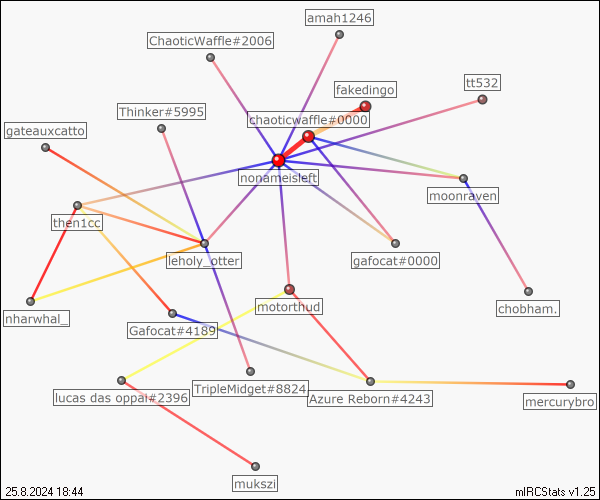 amah1246
ChaoticWaffle#2006
fakedingo
tt532
Thinker#5995
chaoticwaffle#0000
gateauxcatto
nonameisleft
moonraven
then1cc
leholy_otter
gafocat#0000
motorthud
chobham.
nharwhal_
Gafocat#4189
TripleMidget#8824
lucas das oppai#2396
Azure Reborn#4243
mercurybro
mukszi
25.8.2024 18:44
mIRCStats v1.25